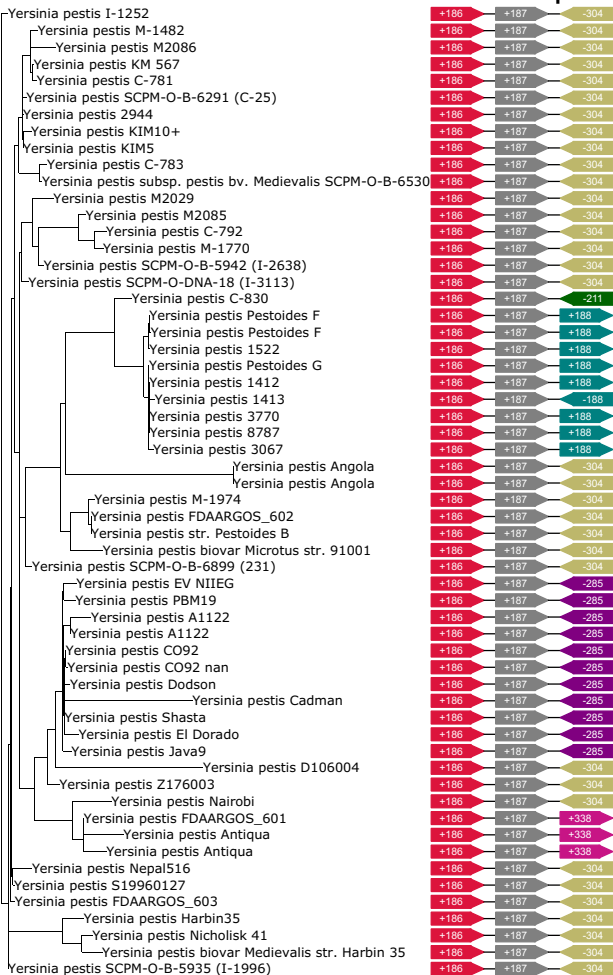 Yersinia pestis I-1252 +186 +187 -304
Yersinia pestis M-1482 +186 +187 -304
Yersinia pestis M2086 +186 +187 -304
Yersinia pestis KM 567 +186 +187 -304
Yersinia pestis C-781 +186 +187 -304
Yersinia pestis SCPM-O-B-6291 (C-25) +186 +187 -304
Yersinia pestis 2944 +186 +187 -304
Yersinia pestis KIM10+ +186 +187 -304
Yersinia pestis KIM5 +186 +187 -304
Yersinia pestis C-783 +186 +187 -304
Yersinia pestis subsp. pestis bv. Medievalis SCPM-O-B-6530 +186 +187 -304
Yersinia pestis M2029 +186 +187 -304
Yersinia pestis M2085 +186 +187 -304
Yersinia pestis C-792 +186 +187 -304
Yersinia pestis M-1770 +186 +187 -304
Yersinia pestis SCPM-O-B-5942 (I-2638) +186 +187 -304
Yersinia pestis SCPM-O-DNA-18 (I-3113) +186 +187 -304
Yersinia pestis C-830 +186 +187 -211
Yersinia pestis Pestoides F +186 +187 +188
Yersinia pestis Pestoides F +186 +187 +188
Yersinia pestis 1522 +186 +187 +188
Yersinia pestis Pestoides G +186 +187 +188
Yersinia pestis 1412 +186 +187 +188
Yersinia pestis 1413 +186 +187 -188
Yersinia pestis 3770 +186 +187 +188
Yersinia pestis 8787 +186 +187 +188
Yersinia pestis 3067 +186 +187 +188
Yersinia pestis Angola +186 +187 -304
Yersinia pestis Angola +186 +187 -304
Yersinia pestis M-1974 +186 +187 -304
Yersinia pestis FDAARGOS_602 +186 +187 -304
Yersinia pestis str. Pestoides B +186 +187 -304
Yersinia pestis biovar Microtus str. 91001 +186 +187 -304
Yersinia pestis SCPM-O-B-6899 (231) +186 +187 -304
Yersinia pestis EV NIIEG +186 +187 -285
Yersinia pestis PBM19 +186 +187 -285
Yersinia pestis A1122 +186 +187 -285
Yersinia pestis A1122 +186 +187 -285
Yersinia pestis CO92 +186 +187 -285
Yersinia pestis CO92 nan +186 +187 -285
Yersinia pestis Dodson +186 +187 -285
Yersinia pestis Cadman +186 +187 -285
Yersinia pestis Shasta +186 +187 -285
Yersinia pestis El Dorado +186 +187 -285
Yersinia pestis Java9 +186 +187 -285
Yersinia pestis D106004 +186 +187 -304
Yersinia pestis Z176003 +186 +187 -304
Yersinia pestis Nairobi +186 +187 -304
Yersinia pestis FDAARGOS_601 +186 +187 +338
Yersinia pestis Antiqua +186 +187 +338
Yersinia pestis Antiqua +186 +187 +338
Yersinia pestis Nepal516 +186 +187 -304
Yersinia pestis S19960127 +186 +187 -304
Yersinia pestis FDAARGOS_603 +186 +187 -304
Yersinia pestis Harbin35 +186 +187 -304
Yersinia pestis Nicholisk 41 +186 +187 -304
Yersinia pestis biovar Medievalis str. Harbin 35 +186 +187 -304
Yersinia pestis SCPM-O-B-5935 (I-1996) +186 +187 -304